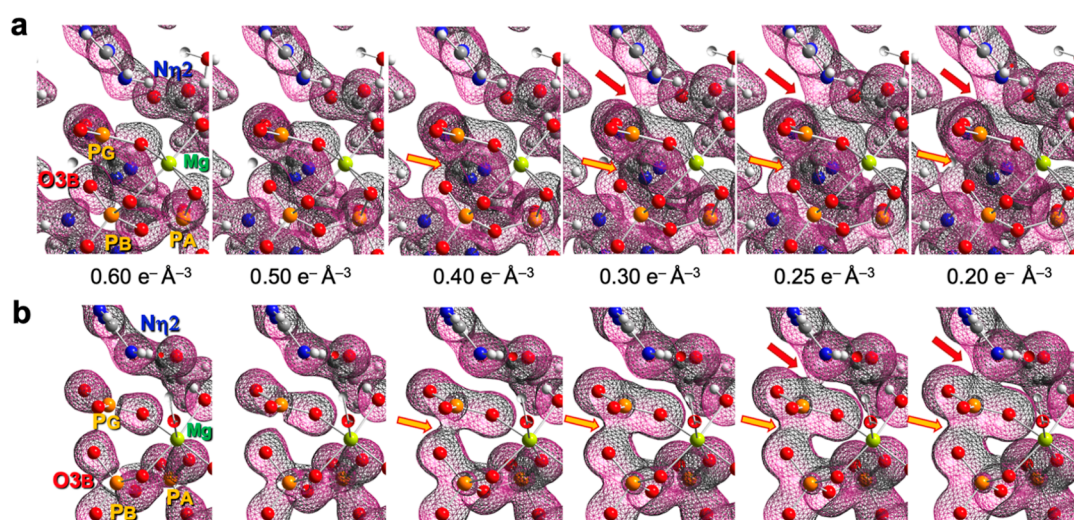 a
Nη2
PG
Mg
O3B
PB
PA
0.60 e⁻ Å⁻³
0.50 e⁻ Å⁻³
0.40 e⁻ Å⁻³
0.30 e⁻ Å⁻³
0.25 e⁻ Å⁻³
0.20 e⁻ Å⁻³
b
Nη2
PG
Mg
O3B
PB
PA